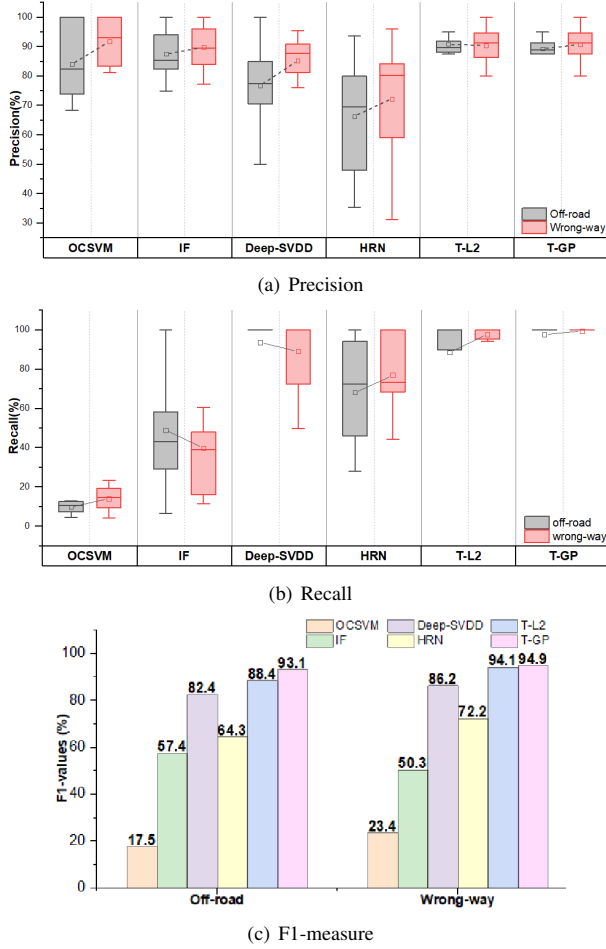 100
90
80
70
60
50
40
30
Precision(%)
Off-road
Wrong-way
OCSVM IF Deep-SVDD HRN T-L2 T-GP
(a) Precision
100
80
60
40
20
0
Recall(%)
off-road
wrong-way
OCSVM IF Deep-SVDD HRN T-L2 T-GP
(b) Recall
OCSVM Deep-SVDD T-L2
IF HRN T-GP
100
80
60
40
20
0
F1-values (%)
17.5 57.4 82.4 64.3 88.4 93.1
23.4 50.3 86.2 72.2 94.1 94.9
Off-road Wrong-way
(c) F1-measure